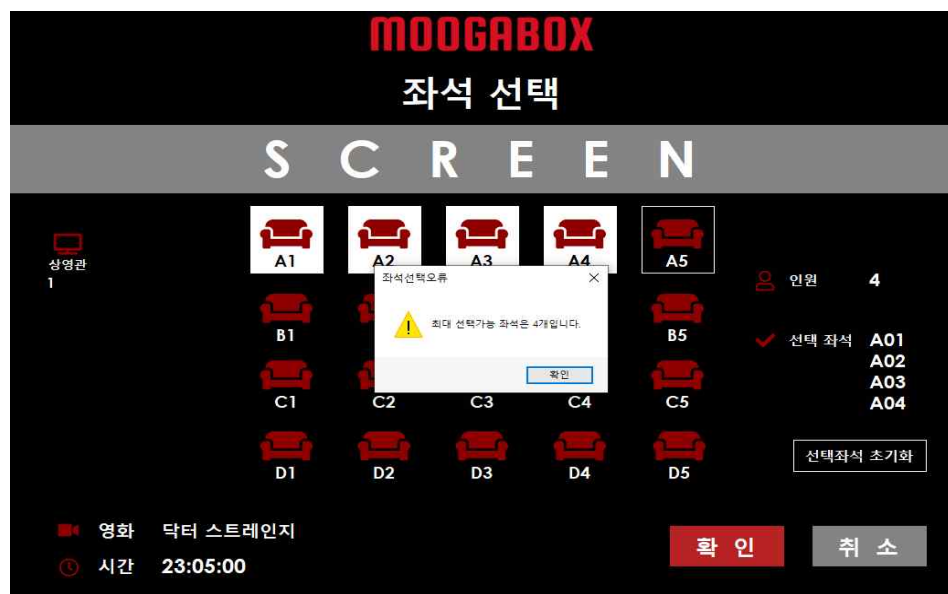 MOOGABOX
좌석 선택
SCREEN
상영관
1
A1 A2 A3 A4 A5
좌석선택오류
최대 선택가능 좌석은 4개입니다.
확인
B1 B5
C1 C2 C3 C4 C5
D1 D2 D3 D4 D5
인원 4
선택 좌석 A01
A02
A03
A04
선택좌석 초기화
영화 닥터 스트레인지
시간 23:05:00
확 인 취 소